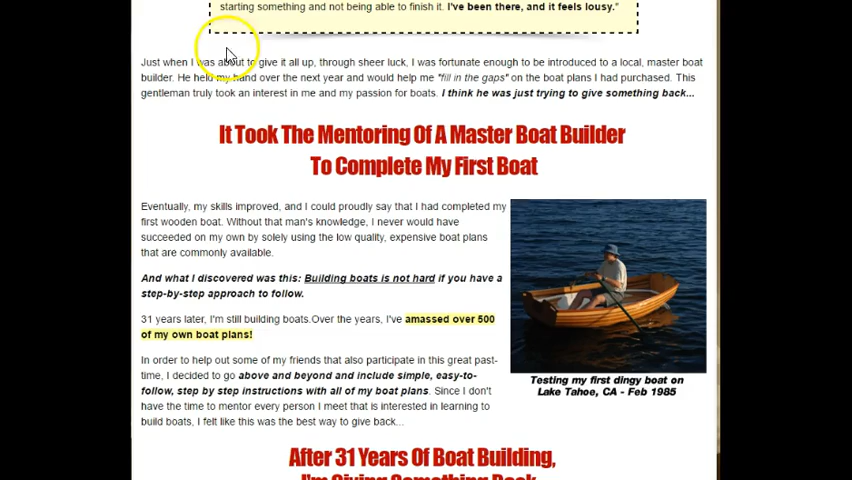 starting something and not being able to finish it. I've been there, and it feels lousy."
Just when I was about to give it all up, through sheer luck, I was fortunate enough to be introduced to a local, master boat
builder. He held my hand over the next year and would help me "fill in the gaps" on the boat plans I had purchased. This
gentleman truly took an interest in me and my passion for boats. I think he was just trying to give something back...
It Took The Mentoring Of A Master Boat Builder
To Complete My First Boat
Eventually, my skills improved, and I could proudly say that I had completed my
first wooden boat. Without that man's knowledge, I never would have
succeeded on my own by solely using the low quality, expensive boat plans
that are commonly available.
And what I discovered was this: Building boats is not hard if you have a
step-by-step approach to follow.
31 years later, I'm still building boats.Over the years, I've amassed over 500
of my own boat plans!
In order to help out some of my friends that also participate in this great past-
time, I decided to go above and beyond and include simple, easy-to-
follow, step by step instructions with all of my boat plans. Since I don't
have the time to mentor every person I meet that is interested in learning to
build boats, I felt like this was the best way to give back...
Testing my first dingy boat on
Lake Tahoe, CA - Feb 1985
After 31 Years Of Boat Building,
I'm Giving Something Back